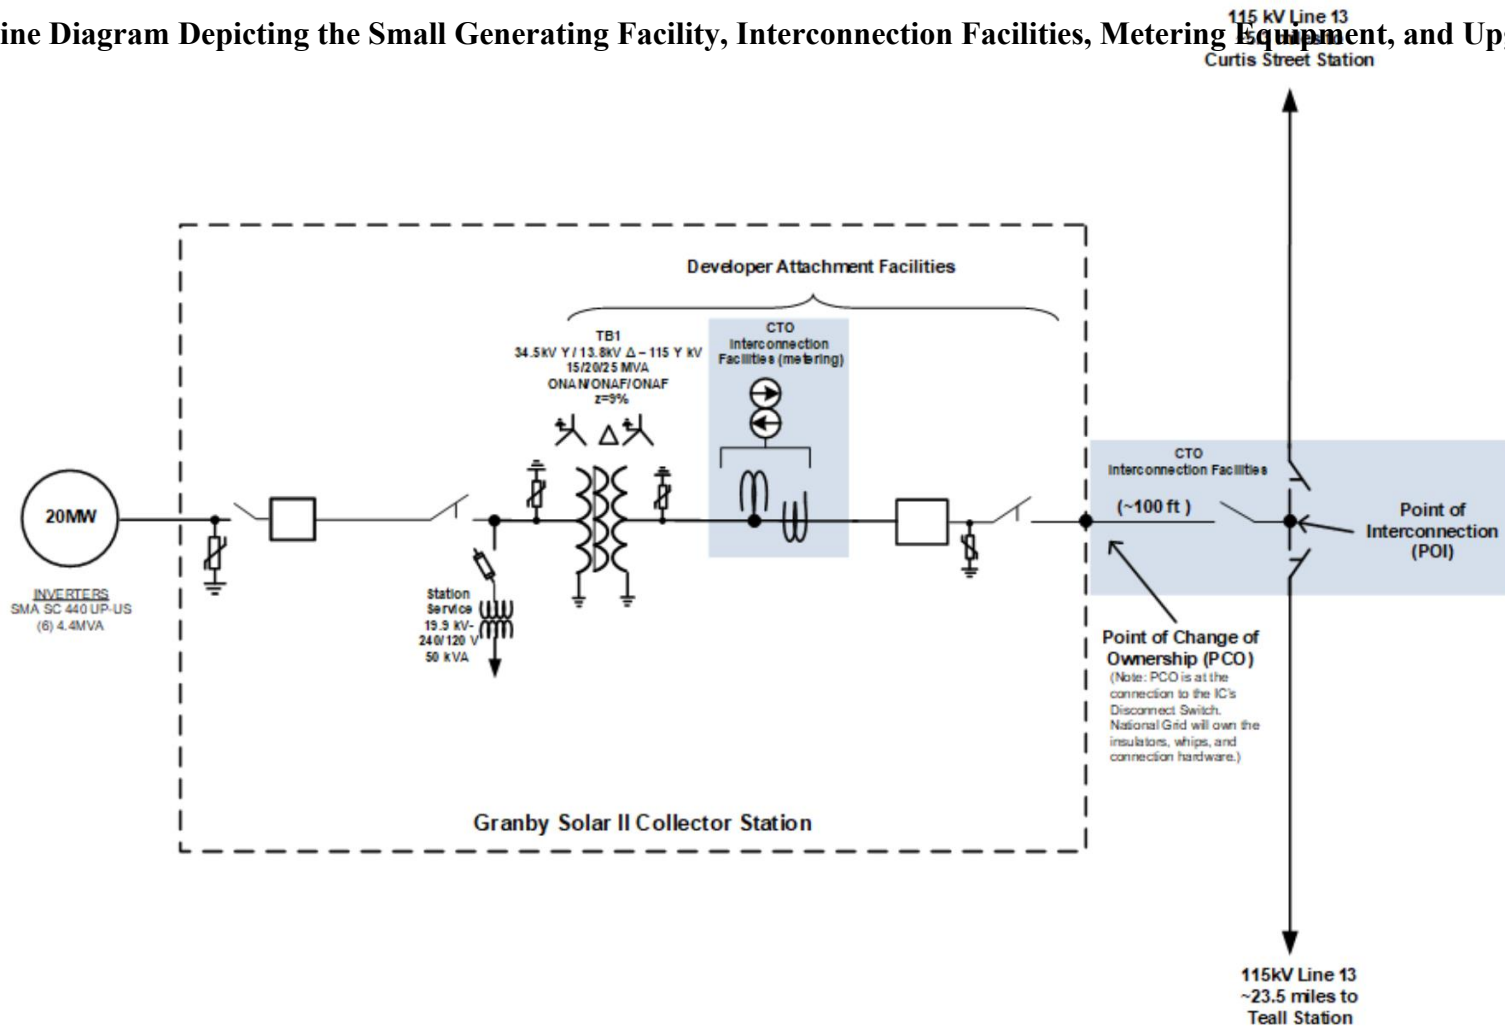 115 kV Line 13
ine Diagram Depicting the Small Generating Facility, Interconnection Facilities, Metering Equipment, and Up
Curtis Street Station
Developer Attachment Facilities
TB1
34.5kV Y / 13.8kV Δ – 115 Y kV
15/20/25 MVA
ONAN/ONAF/ONAF
z=9%
CTO
Interconnection
Facilities (metering)
20MW
INVERTERS
SMA SC 440 UP-US
(6) 4.4MVA
Station
Service
19.9 kV-
240/120 V
50 kVA
CTO
Interconnection Facilities
(~100 ft )
Point of
Interconnection
(POI)
Point of Change of
Ownership (PCO)
(Note: PCO is at the
connection to the IC's
Disconnect Switch.
National Grid will own the
insulators, whips, and
connection hardware.)
Granby Solar II Collector Station
115kV Line 13
~23.5 miles to
Teall Station